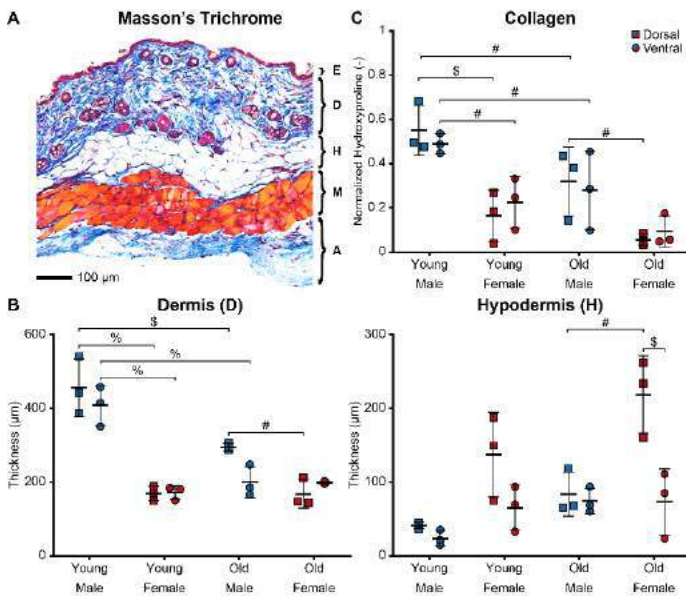 A
Masson's Trichrome
E
D
H
M
A
100 µm
C
Collagen
Dorsal
Ventral
Normalized Hydroxyproline (-)
1
0.8
0.6
0.4
0.2
0
#
$
#
#
#
Young
Male
Young
Female
Old
Male
Old
Female
B
Dermis (D)
Thickness (µm)
600
400
200
0
$
%
%
%
#
Young
Male
Young
Female
Old
Male
Old
Female
Hypodermis (H)
Thickness (µm)
300
200
100
0
#
$
Young
Male
Young
Female
Old
Male
Old
Female